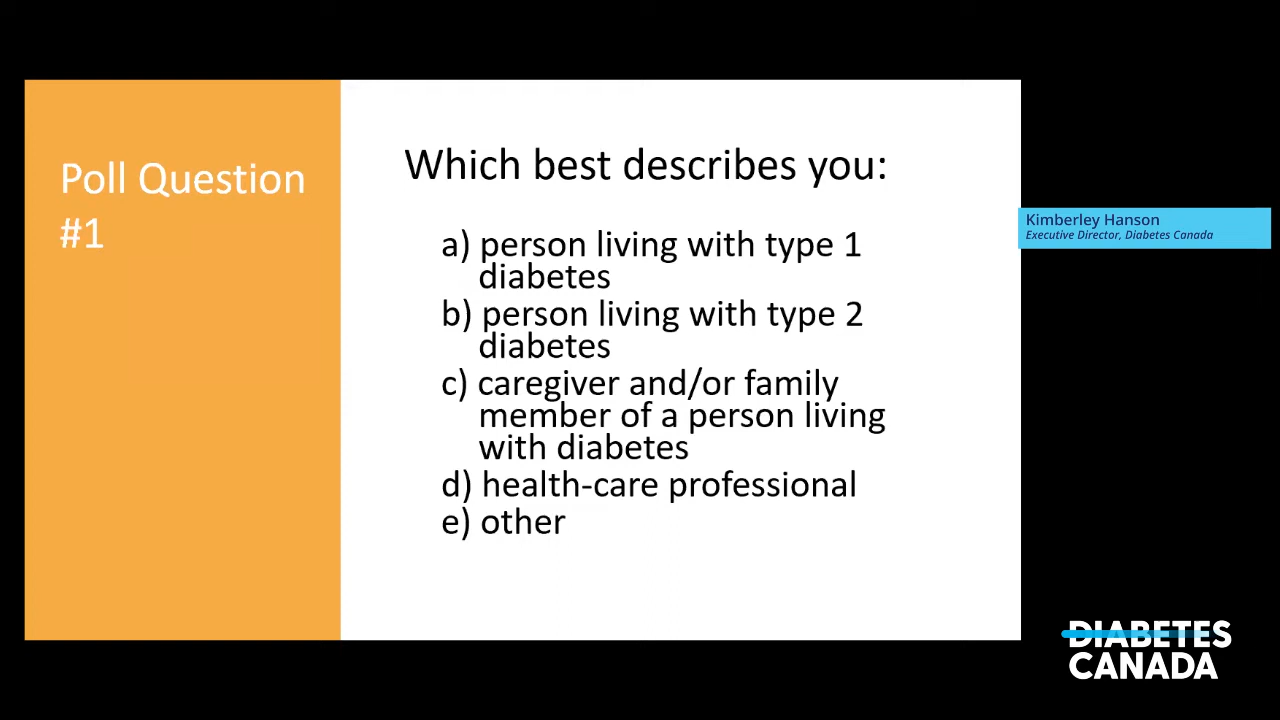 Poll Question
#1
Which best describes you:
a) person living with type 1
diabetes
b) person living with type 2
diabetes
c) caregiver and/or family
member of a person living
with diabetes
d) health-care professional
e) other
Kimberley Hanson
Executive Director, Diabetes Canada
DIABETES
CANADA